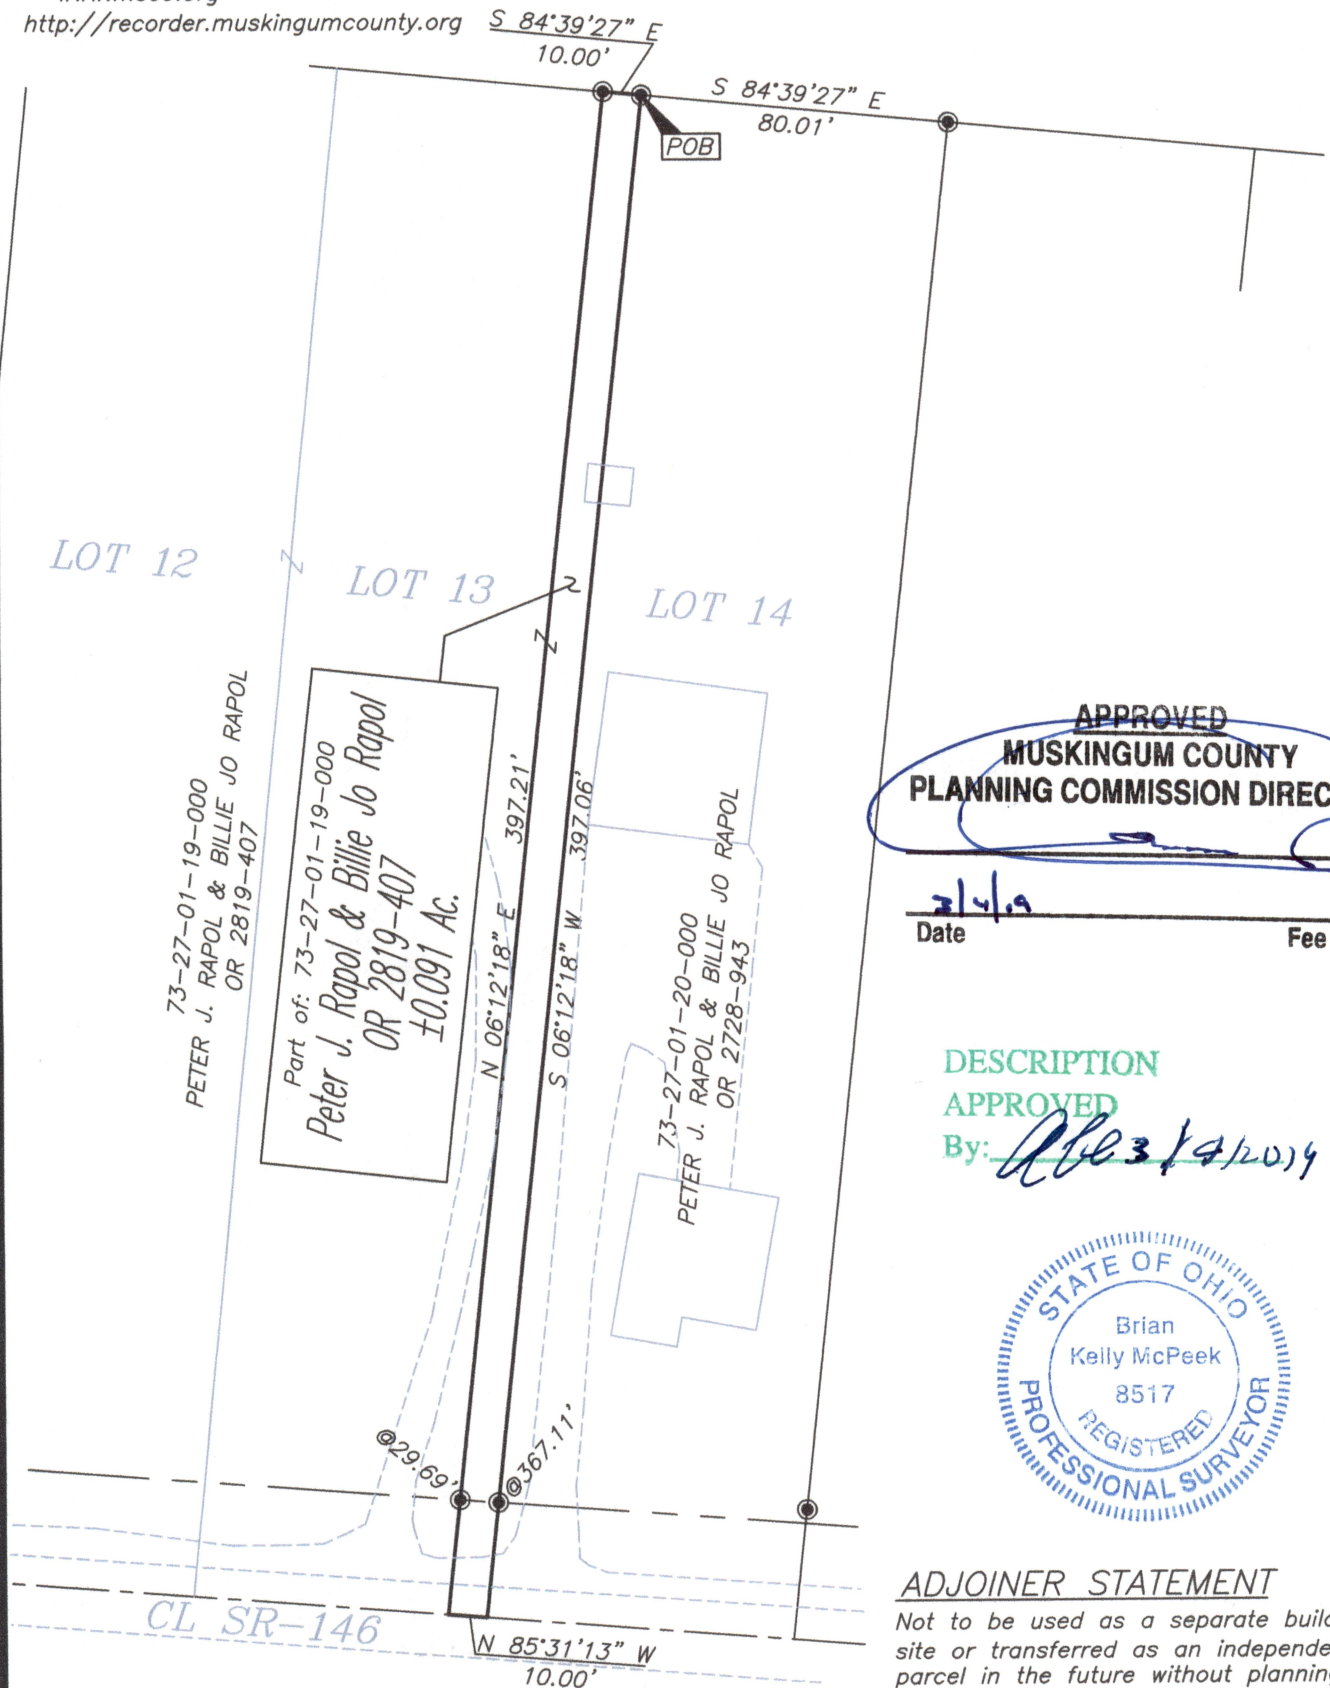 http://recorder.muskingumcounty.org
S 84°39'27" E
10.00'
S 84°39'27" E
80.01'
POB
LOT 12
LOT 13
LOT 14
73-27-01-19-000
PETER J. RAPOL & BILLIE JO RAPOL
OR 2819-407
Part of: 73-27-01-19-000
Peter J. Rapol & Billie Jo Rapol
OR 2819-407
±0.091 Ac.
N 06°12'18" E 397.21'
S 06°12'18" W 397.06'
73-27-01-20-000
PETER J. RAPOL & BILLIE JO RAPOL
OR 2728-943
APPROVED
MUSKINGUM COUNTY
PLANNING COMMISSION DIREC
3/4/19
Date Fee
DESCRIPTION
APPROVED
By:
STATE OF OHIO
Brian
Kelly McPeek
8517
REGISTERED
PROFESSIONAL SURVEYOR
@29.69'
@367.11'
CL SR-146
N 85°31'13" W
10.00'
ADJOINER STATEMENT
Not to be used as a separate build
site or transferred as an independe
parcel in the future without planning